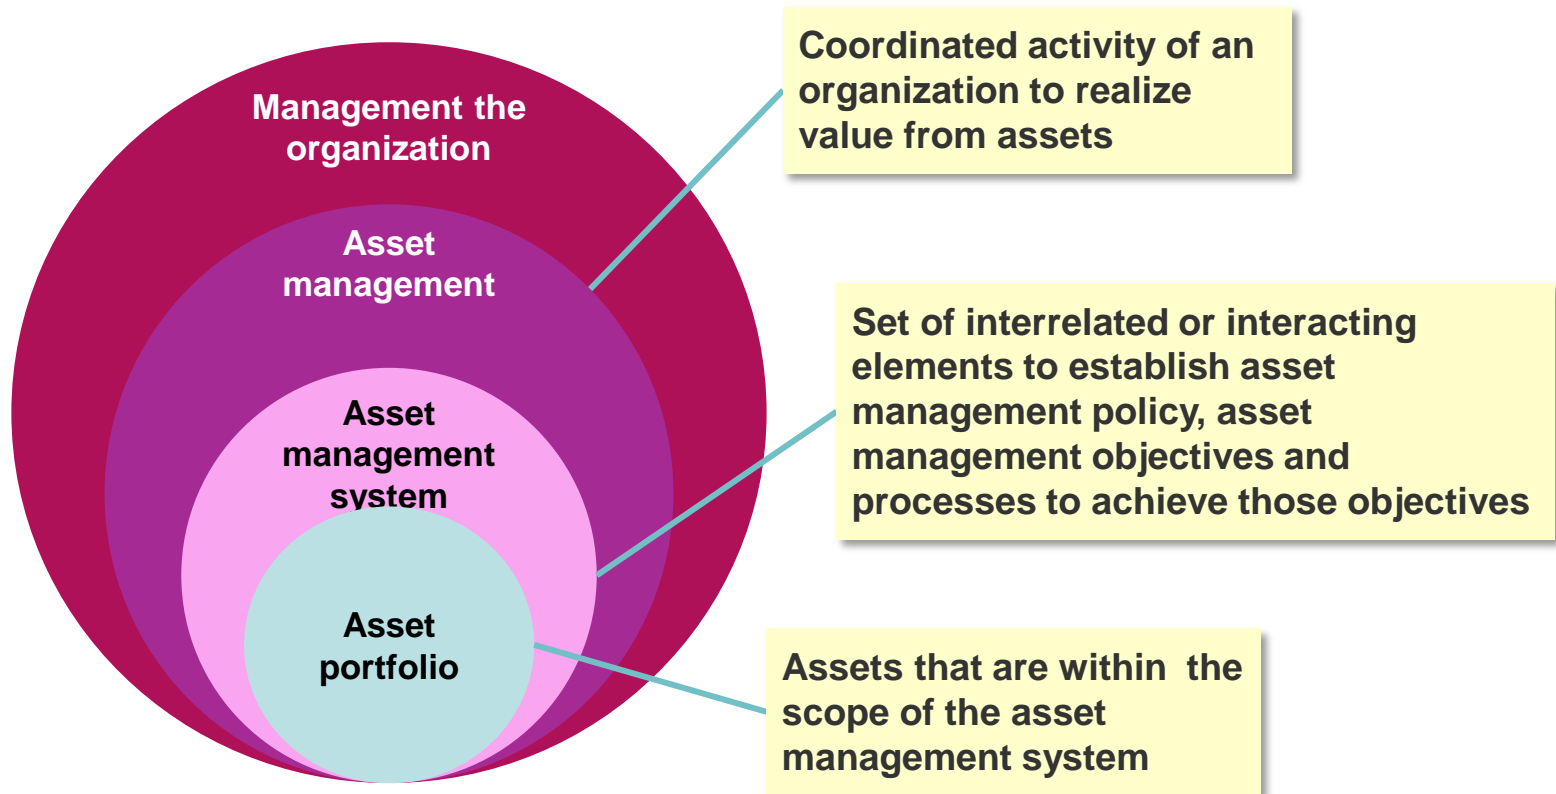 Management the
organization
Asset
management
Asset
management
system
Asset
portfolio
Coordinated activity of an
organization to realize
value from assets
Set of interrelated or interacting
elements to establish asset
management policy, asset
management objectives and
processes to achieve those objectives
Assets that are within  the
scope of the asset
management system